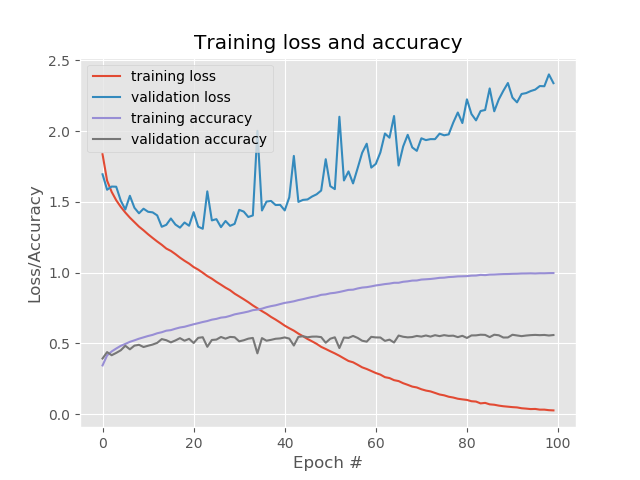 Training loss and accuracy
2.5
2.0
1.5
1.0
0.5
0.0
Loss/Accuracy
training loss
validation loss
training accuracy
validation accuracy
0
20
40
60
80
100
Epoch #